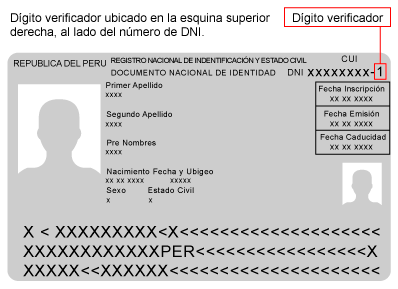 Dígito verificador ubicado en la esquina superior
derecha, al lado del número de DNI.
Dígito verificador
REPUBLICA DEL PERU
REGISTRO NACIONAL DE INDENTIFICACIÓN Y ESTADO CIVIL
CUI
DOCUMENTO NACIONAL DE IDENTIDAD DNI XXXXXXXX-1
Primer Apellido
xxxx
Segundo Apellido
xxxx
Pre Nombres
xxxx
Nacimiento Fecha y Ubigeo
xx xx xxxx xxxxx
Sexo Estado Civil
x x
Fecha Inscripción
xx xx xxxx
Fecha Emisión
xx xx xxxx
Fecha Caducidad
xx xx xxxx
X < XXXXXXXXX<X<<<<<<<<<<<<<<<<<<
XXXXXXXXXXXXPER<<<<<<<<<<<<<<<X
XXXXX<<XXXXXX<<<<<<<<<<<<<<<<<<